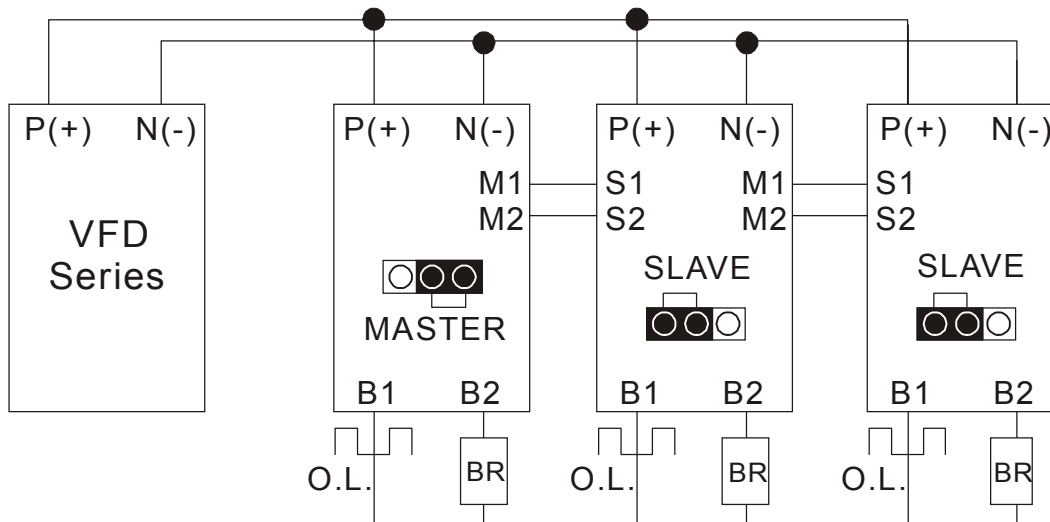 P(+) N(-) P(+) N(-) P(+) N(-) P(+) N(-)
M1 S1 M1 S1
M2 S2 M2 S2
VFD
Series
SLAVE SLAVE
MASTER
B1 B2 B1 B2 B1 B2
O.L. BR O.L. BR O.L. BR